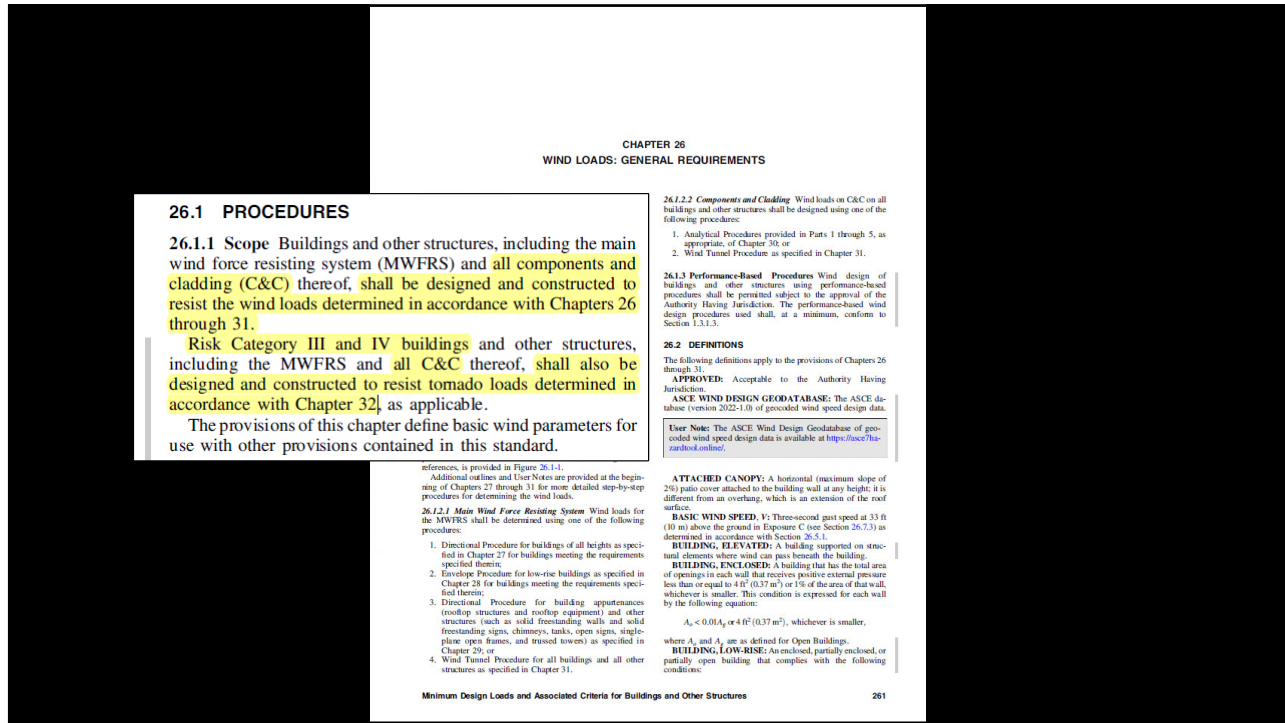 CHAPTER 26
WIND LOADS: GENERAL REQUIREMENTS
26.1 PROCEDURES
26.1.1 Scope Buildings and other structures, including the main
wind force resisting system (MWFRS) and all components and
cladding (C&C) thereof, shall be designed and constructed to
resist the wind loads determined in accordance with Chapters 26
through 31.
Risk Category III and IV buildings and other structures,
including the MWFRS and all C&C thereof, shall also be
designed and constructed to resist tornado loads determined in
accordance with Chapter 32, as applicable.
The provisions of this chapter define basic wind parameters for
use with other provisions contained in this standard.
references, is provided in Figure 26.1-1.
Additional outlines and User Notes are provided at the begin-
ning of Chapters 27 through 31 for more detailed step-by-step
procedures for determining the wind loads.
26.1.2.1 Main Wind Force Resisting System Wind loads for
the MWFRS shall be determined using one of the following
procedures:
1. Directional Procedure for buildings of all heights as speci-
fied in Chapter 27 for buildings meeting the requirements
specified therein;
2. Envelope Procedure for low-rise buildings as specified in
Chapter 28 for buildings meeting the requirements speci-
fied therein;
3. Directional Procedure for building appurtenances
(rooftop structures and rooftop equipment) and other
structures (such as solid freestanding walls and solid
freestanding signs, chimneys, tanks, open signs, single-
plane open frames, and trussed towers) as specified in
Chapter 29; or
4. Wind Tunnel Procedure for all buildings and all other
structures as specified in Chapter 31.
26.1.2.2 Components and Cladding Wind loads on C&C on all
buildings and other structures shall be designed using one of the
following procedures:
1. Analytical Procedures provided in Parts 1 through 5, as
appropriate, of Chapter 30; or
2. Wind Tunnel Procedure as specified in Chapter 31.
26.1.3 Performance-Based Procedures Wind design of
buildings and other structures using performance-based
procedures shall be permitted subject to the approval of the
Authority Having Jurisdiction. The performance-based wind
design procedures used shall, at a minimum, conform to
Section 1.3.1.3.
26.2 DEFINITIONS
The following definitions apply to the provisions of Chapters 26
through 31.
APPROVED: Acceptable to the Authority Having
Jurisdiction.
ASCE WIND DESIGN GEODATABASE: The ASCE da-
tabase (version 2022-1.0) of geocoded wind speed design data.
User Note: The ASCE Wind Design Geodatabase of geo-
coded wind speed design data is available at https://asce7ha-
zardtool.online/.
ATTACHED CANOPY: A horizontal (maximum slope of
2%) patio cover attached to the building wall at any height; it is
different from an overhang, which is an extension of the roof
surface.
BASIC WIND SPEED, V: Three-second gust speed at 33 ft
(10 m) above the ground in Exposure C (see Section 26.7.3) as
determined in accordance with Section 26.5.1.
BUILDING, ELEVATED: A building supported on struc-
tural elements where wind can pass beneath the building.
BUILDING, ENCLOSED: A building that has the total area
of openings in each wall that receives positive external pressure
less than or equal to 4 ft² (0.37 m²) or 1% of the area of that wall,
whichever is smaller. This condition is expressed for each wall
by the following equation:
Aₒ < 0.01A_g or 4 ft² (0.37 m²), whichever is smaller,
where Aₒ and A_g are as defined for Open Buildings.
BUILDING, LOW-RISE: An enclosed, partially enclosed, or
partially open building that complies with the following
conditions:
Minimum Design Loads and Associated Criteria for Buildings and Other Structures 261